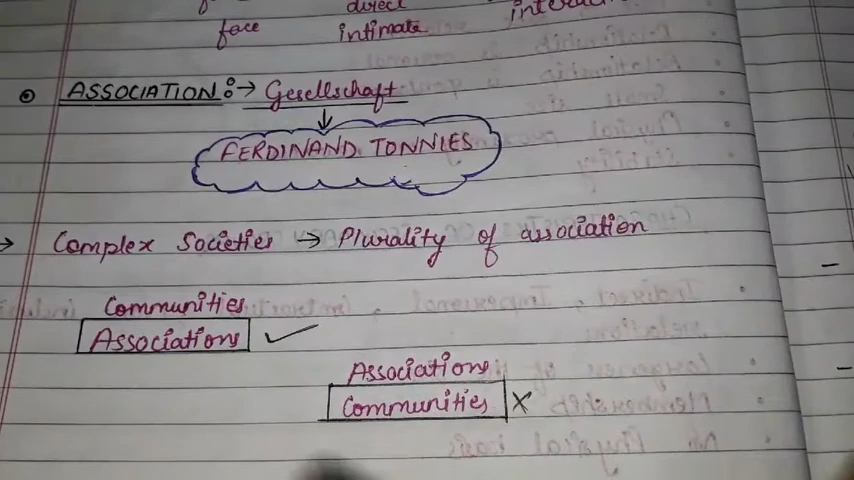 direct
face intimate
ASSOCIATION :→ Gesellschaft
↓
FERDINAND TONNIES
→ Complex Societies → Plurality of association
Communities
Associations ✓
Associations
Communities ×